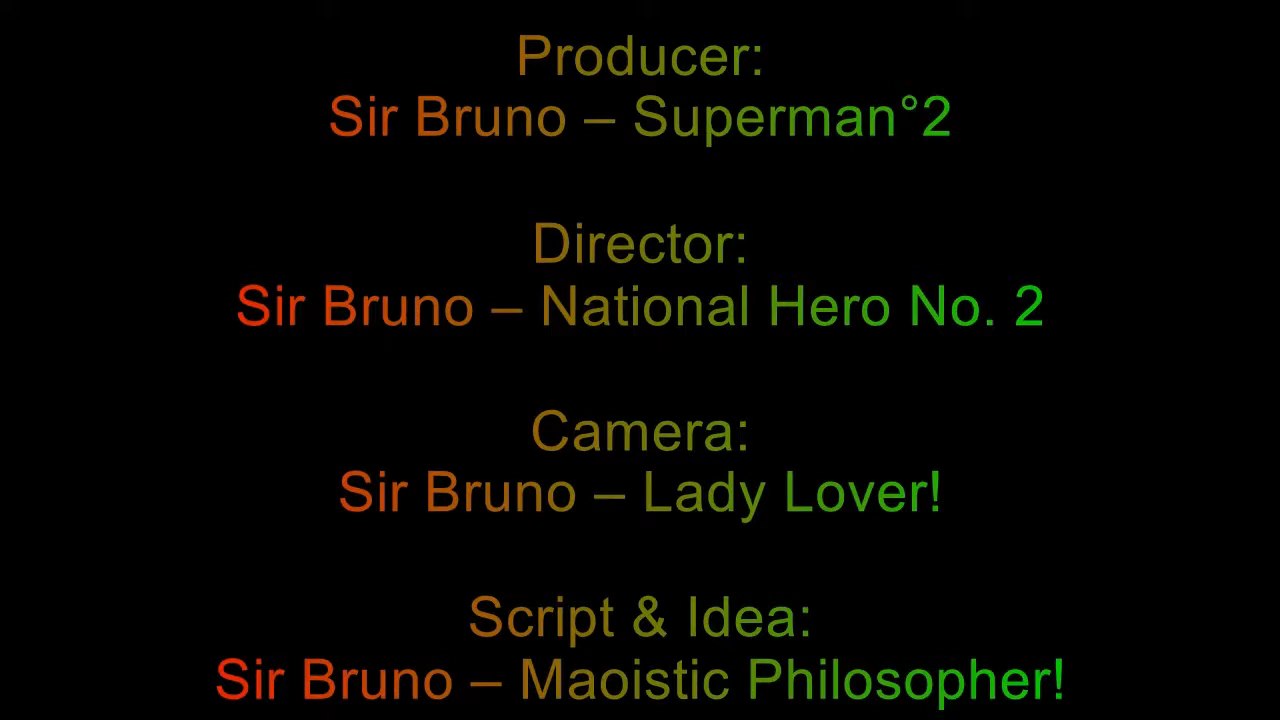 Producer:
Sir Bruno – Superman°2
Director:
Sir Bruno – National Hero No. 2
Camera:
Sir Bruno – Lady Lover!
Script & Idea:
Sir Bruno – Maoistic Philosopher!